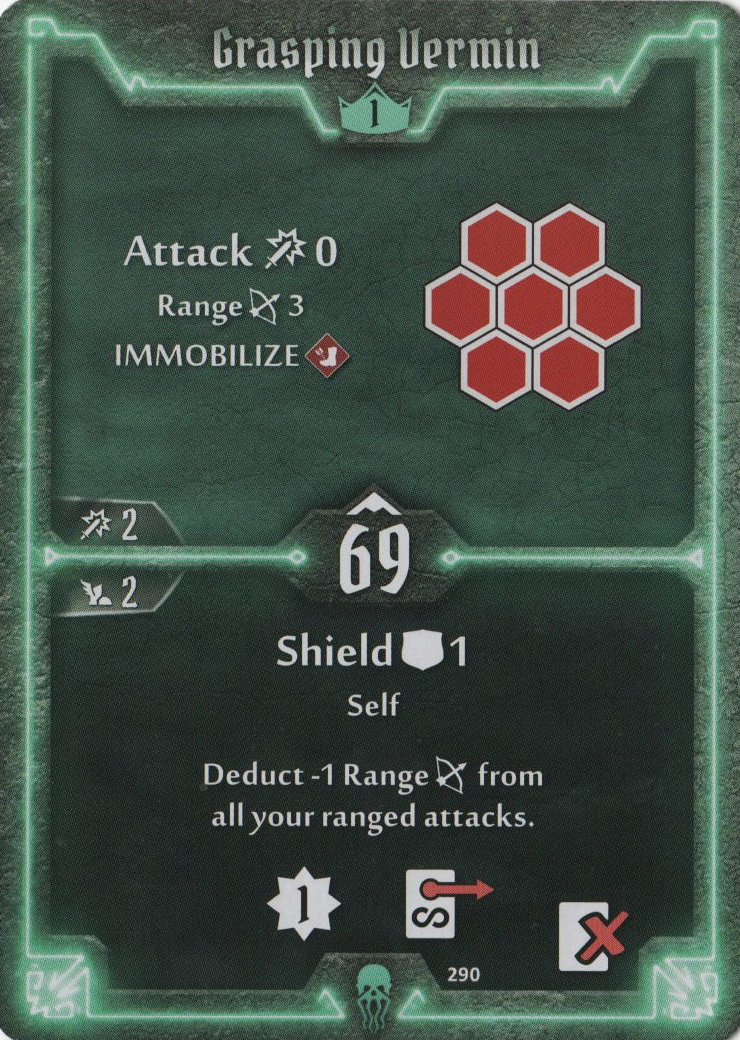 Grasping Vermin
1
Attack 0
Range 3
IMMOBILIZE
2
69
2
Shield 1
Self
Deduct -1 Range from
all your ranged attacks.
1
290